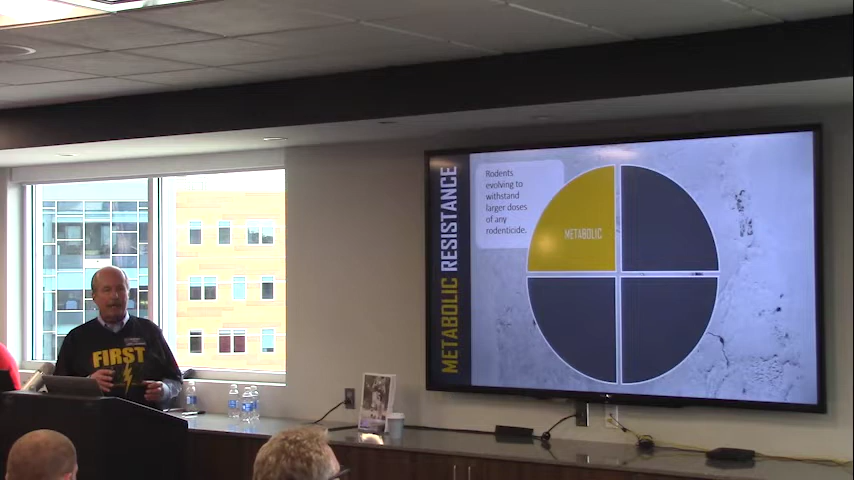 METABOLIC RESISTANCE
Rodents
evolving to
withstand
larger doses
of any
rodenticide.
METABOLIC
FIRST